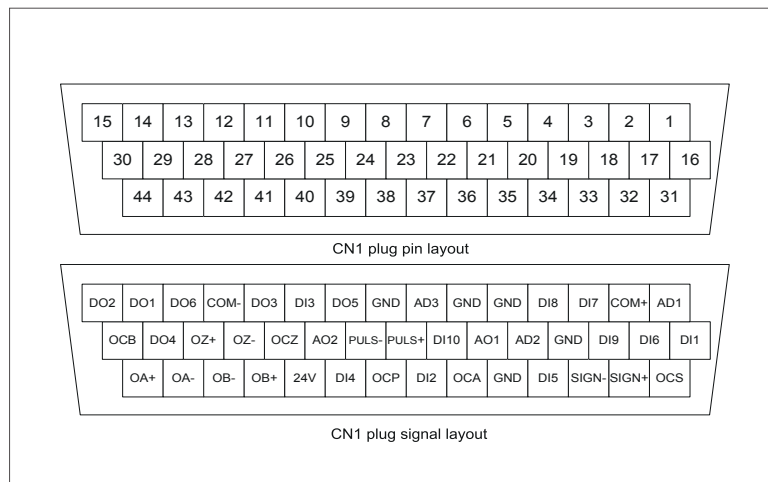 15 14 13 12 11 10 9 8 7 6 5 4 3 2 1
30 29 28 27 26 25 24 23 22 21 20 19 18 17 16
44 43 42 41 40 39 38 37 36 35 34 33 32 31
CN1 plug pin layout
DO2 DO1 DO6 COM- DO3 DI3 DO5 GND AD3 GND GND DI8 DI7 COM+ AD1
OCB DO4 OZ+ OZ- OCZ AO2 PULS- PULS+ DI10 AO1 AD2 GND DI9 DI6 DI1
OA+ OA- OB- OB+ 24V DI4 OCP DI2 OCA GND DI5 SIGN- SIGN+ OCS
CN1 plug signal layout